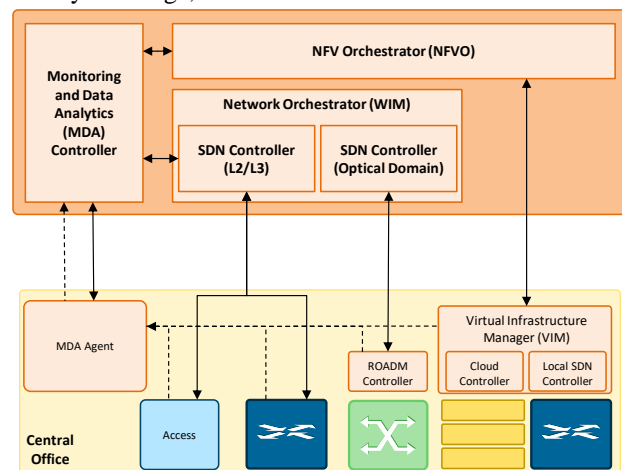 NFV Orchestrator (NFVO)
Monitoring
and Data
Analytics
(MDA)
Controller
Network Orchestrator (WIM)
SDN Controller
(L2/L3)
SDN Controller
(Optical Domain)
MDA Agent
Virtual Infrastructure
Manager (VIM)
ROADM
Controller
Cloud
Controller
Local SDN
Controller
Access
Central
Office